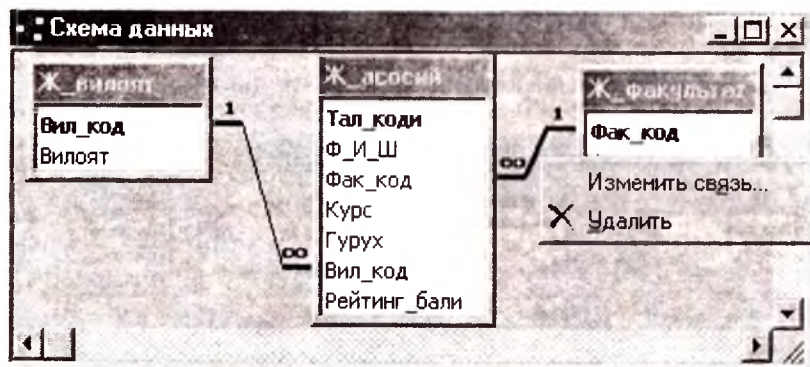 Схема данных
Ж_вилоят
1
Вил_код
Вилоят
Ж_асосий
Тал_коди
Ф_И_Ш
Фак_код
Курс
Гурух
Вил_код
Рейтинг_бали
∞
∞
Ж_факультет
1
Фак_код
Изменить связь...
Удалить